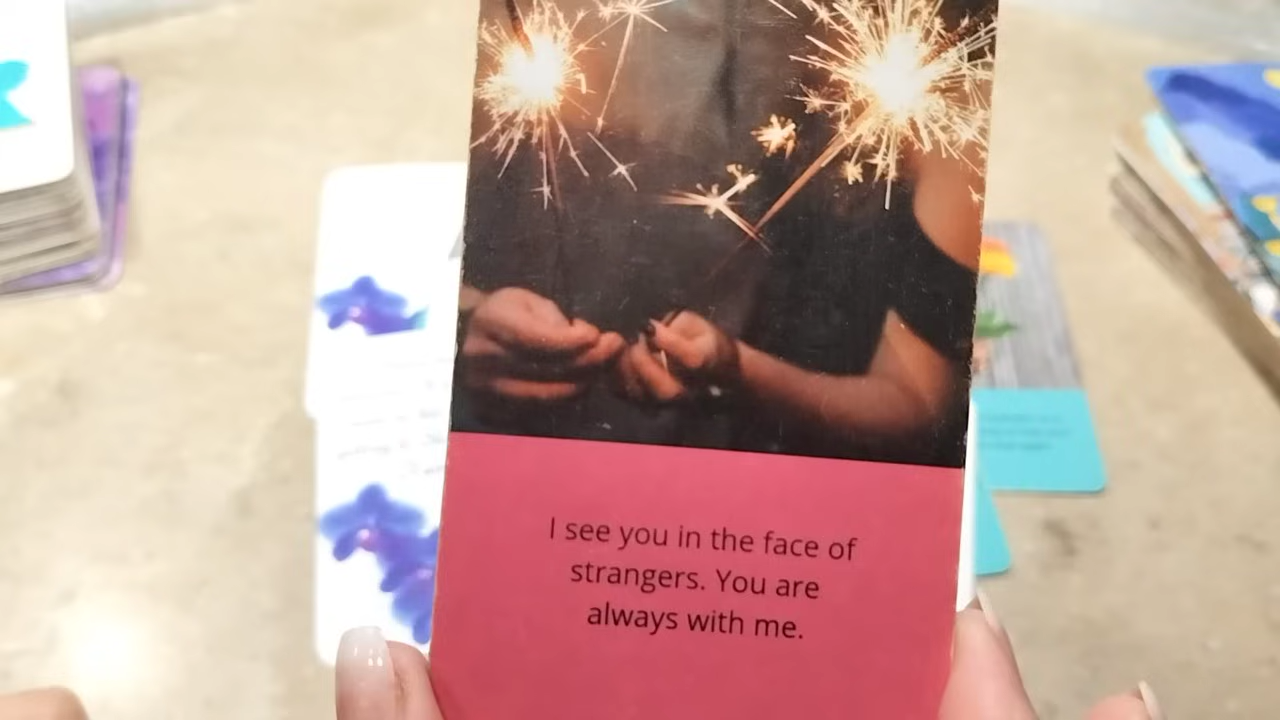 I see you in the face of
strangers. You are
always with me.